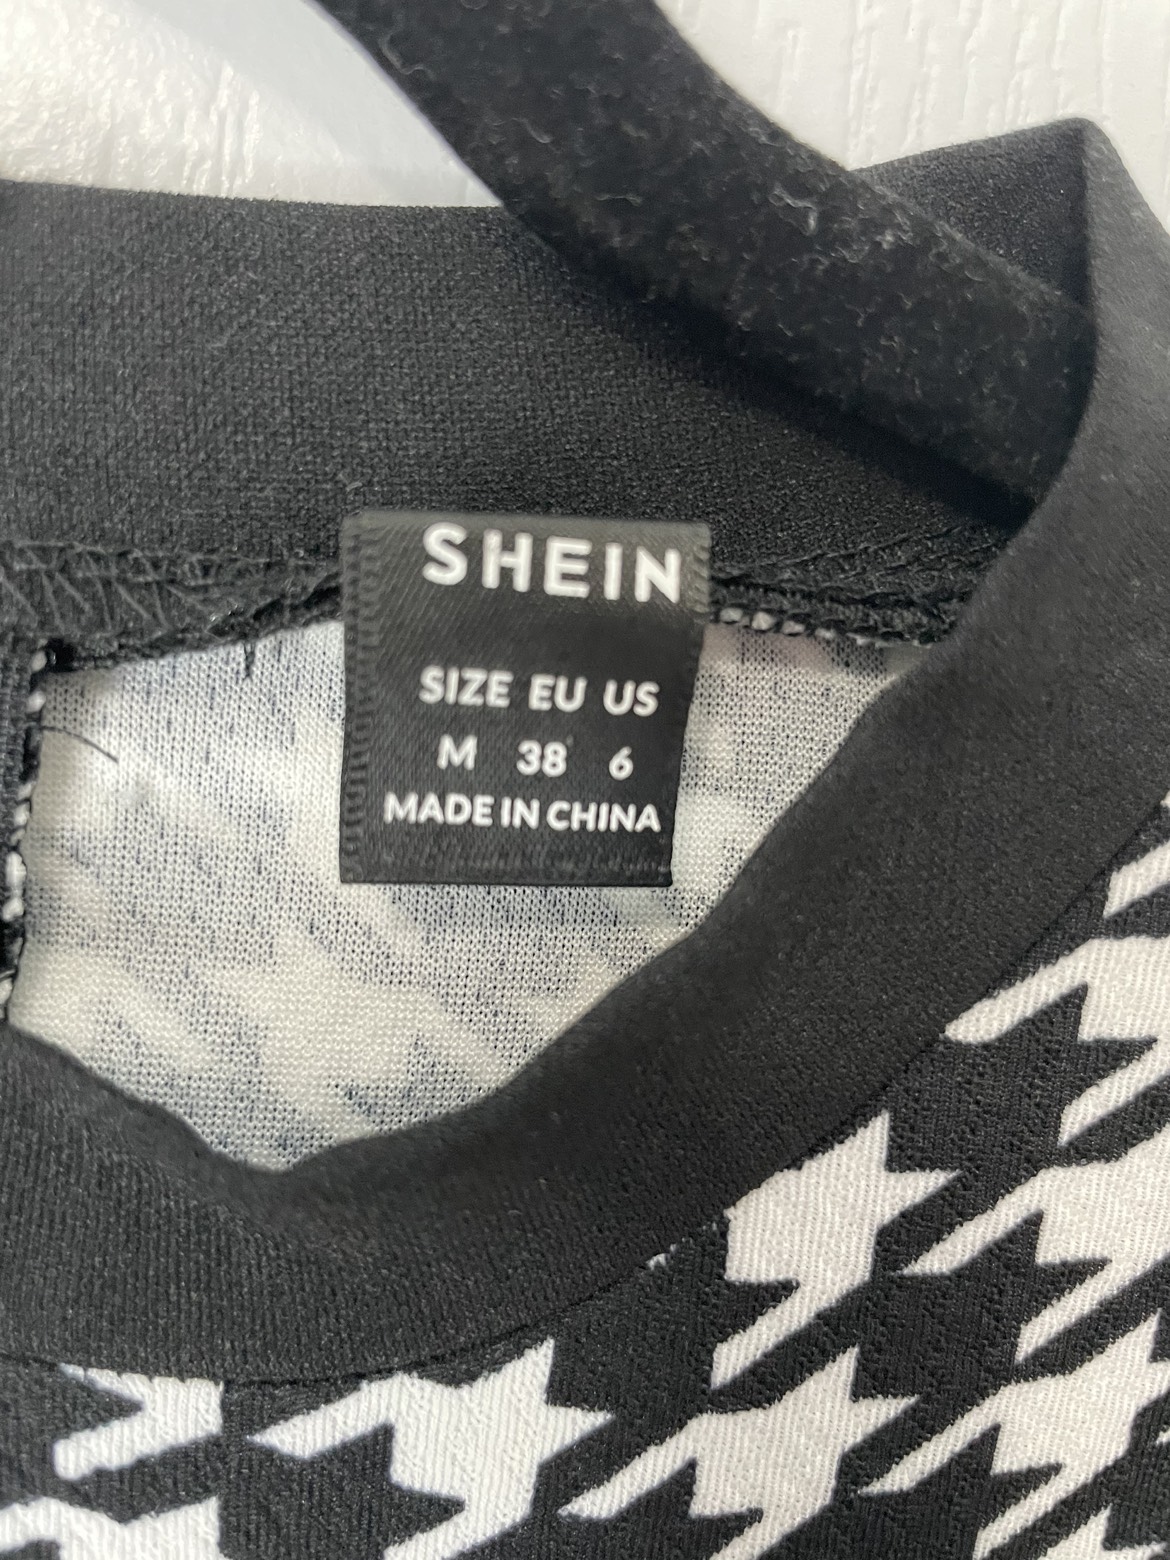 SHEIN
SIZE EU US
M 38 6
MADE IN CHINA